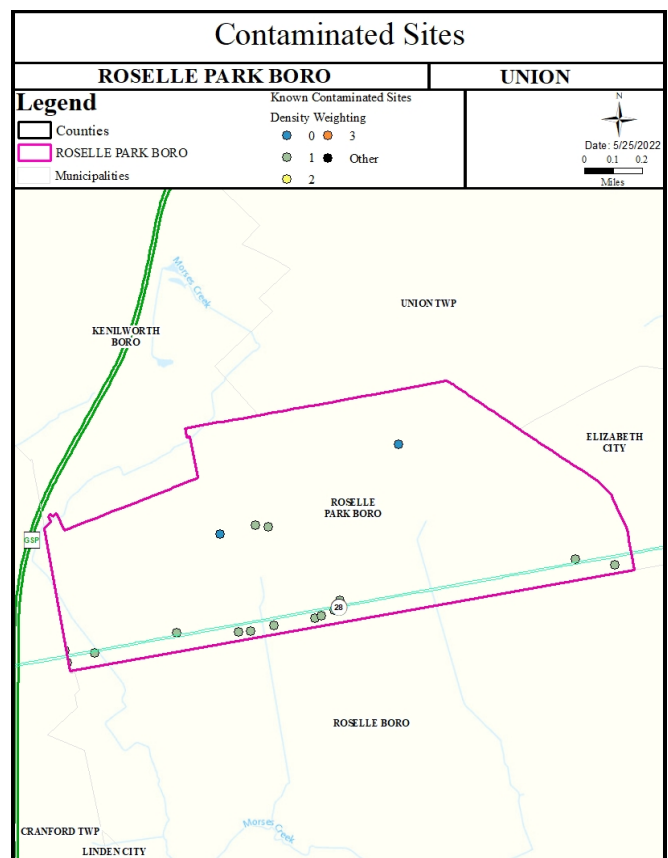 Contaminated Sites
ROSELLE PARK BORO
UNION
Legend
Counties
ROSELLE PARK BORO
Municipalities
Known Contaminated Sites
Density Weighting
0 3
1 Other
2
N
Date: 5/25/2022
0 0.1 0.2
Miles
Morses Creek
UNION TWP
KENILWORTH
BORO
ELIZABETH
CITY
ROSELLE
PARK BORO
GSP
28
ROSELLE BORO
Morses
Creek
CRANFORD TWP
LINDEN CITY